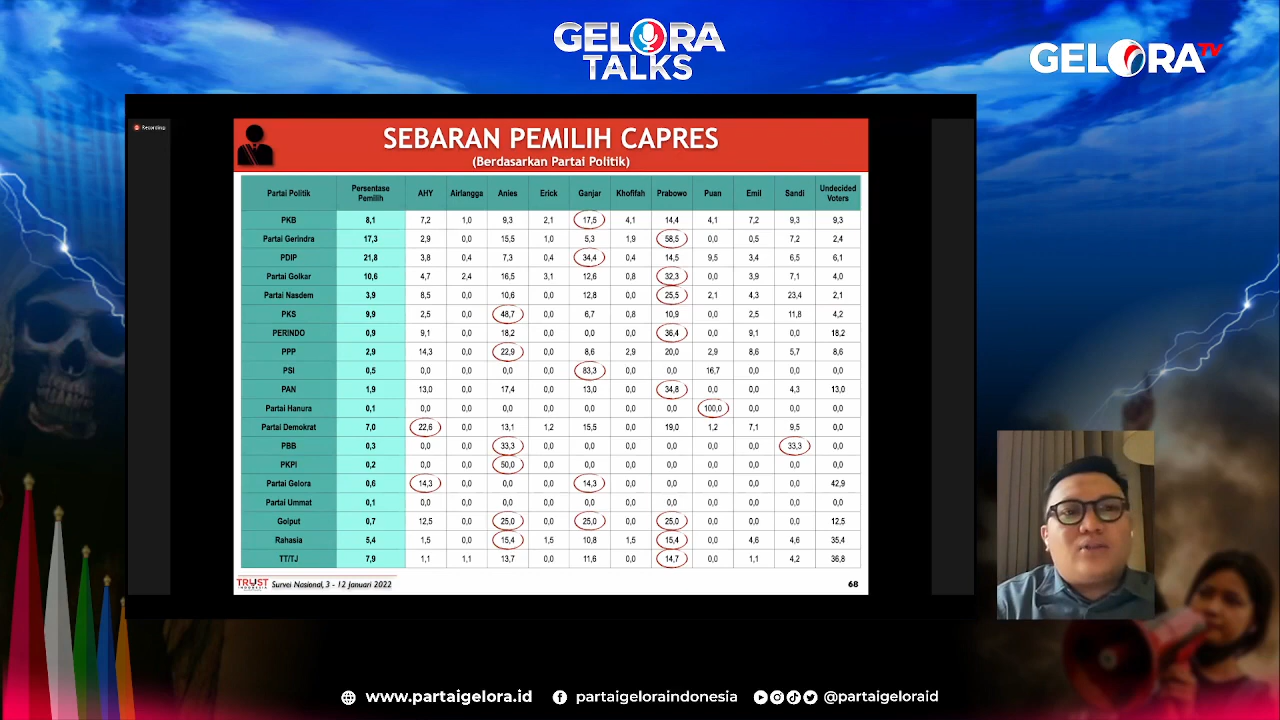 GELORA
TALKS
GELORA TV
Recording
SEBARAN PEMILIH CAPRES
(Berdasarkan Partai Politik)
Partai Politik Persentase Pemilih AHY Airlangga Anies Erick Ganjar Khofifah Prabowo Puan Emil Sandi Undecided Voters
PKB 8,1 7,2 1,0 9,3 2,1 17,5 4,1 14,4 4,1 7,2 9,3 9,3
Partai Gerindra 17,3 2,9 0,0 15,5 1,0 5,3 1,9 58,5 0,0 0,5 7,2 2,4
PDIP 21,8 3,8 0,4 7,3 0,4 34,4 0,4 14,5 9,5 3,4 6,5 6,1
Partai Golkar 10,6 4,7 2,4 16,5 3,1 12,6 0,8 32,3 0,0 3,9 7,1 4,0
Partai Nasdem 3,9 8,5 0,0 10,6 0,0 12,8 0,0 25,5 2,1 4,3 23,4 2,1
PKS 9,9 2,5 0,0 48,7 0,0 6,7 0,8 10,9 0,0 2,5 11,8 4,2
PERINDO 0,9 9,1 0,0 18,2 0,0 0,0 0,0 36,4 0,0 9,1 0,0 18,2
PPP 2,9 14,3 0,0 22,9 0,0 8,6 2,9 20,0 2,9 8,6 5,7 8,6
PSI 0,5 0,0 0,0 0,0 0,0 83,3 0,0 0,0 16,7 0,0 0,0 0,0
PAN 1,9 13,0 0,0 17,4 0,0 13,0 0,0 34,8 0,0 0,0 4,3 13,0
Partai Hanura 0,1 0,0 0,0 0,0 0,0 0,0 0,0 0,0 100,0 0,0 0,0 0,0
Partai Demokrat 7,0 22,6 0,0 13,1 1,2 15,5 0,0 19,0 1,2 7,1 9,5 0,0
PBB 0,3 0,0 0,0 33,3 0,0 0,0 0,0 0,0 0,0 0,0 33,3 0,0
PKPI 0,2 0,0 0,0 50,0 0,0 0,0 0,0 0,0 0,0 0,0 0,0 0,0
Partai Gelora 0,6 14,3 0,0 0,0 0,0 14,3 0,0 0,0 0,0 0,0 0,0 42,9
Partai Ummat 0,1 0,0 0,0 0,0 0,0 0,0 0,0 0,0 0,0 0,0 0,0 0,0
Golput 0,7 12,5 0,0 25,0 0,0 25,0 0,0 25,0 0,0 0,0 0,0 12,5
Rahasia 5,4 1,5 0,0 15,4 1,5 10,8 1,5 15,4 0,0 4,6 4,6 35,4
TT/TJ 7,9 1,1 1,1 13,7 0,0 11,6 0,0 14,7 0,0 1,1 4,2 36,8
TRUST INDONESIA Survei Nasional, 3 - 12 Januari 2022 68
www.partaigelora.id partaigeloraindonesia @partaigeloraid